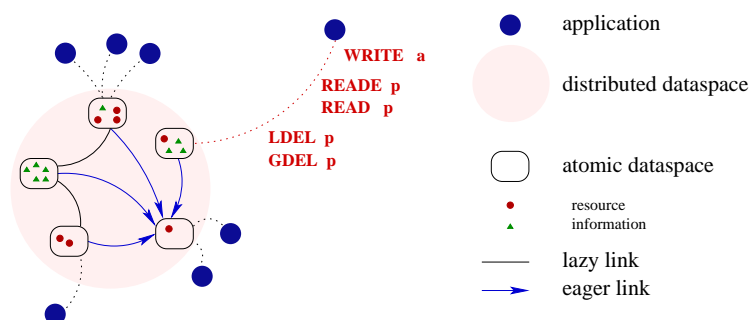 WRITE a
READE p
READ p
LDEL p
GDEL p
application
distributed dataspace
atomic dataspace
resource
information
lazy link
eager link